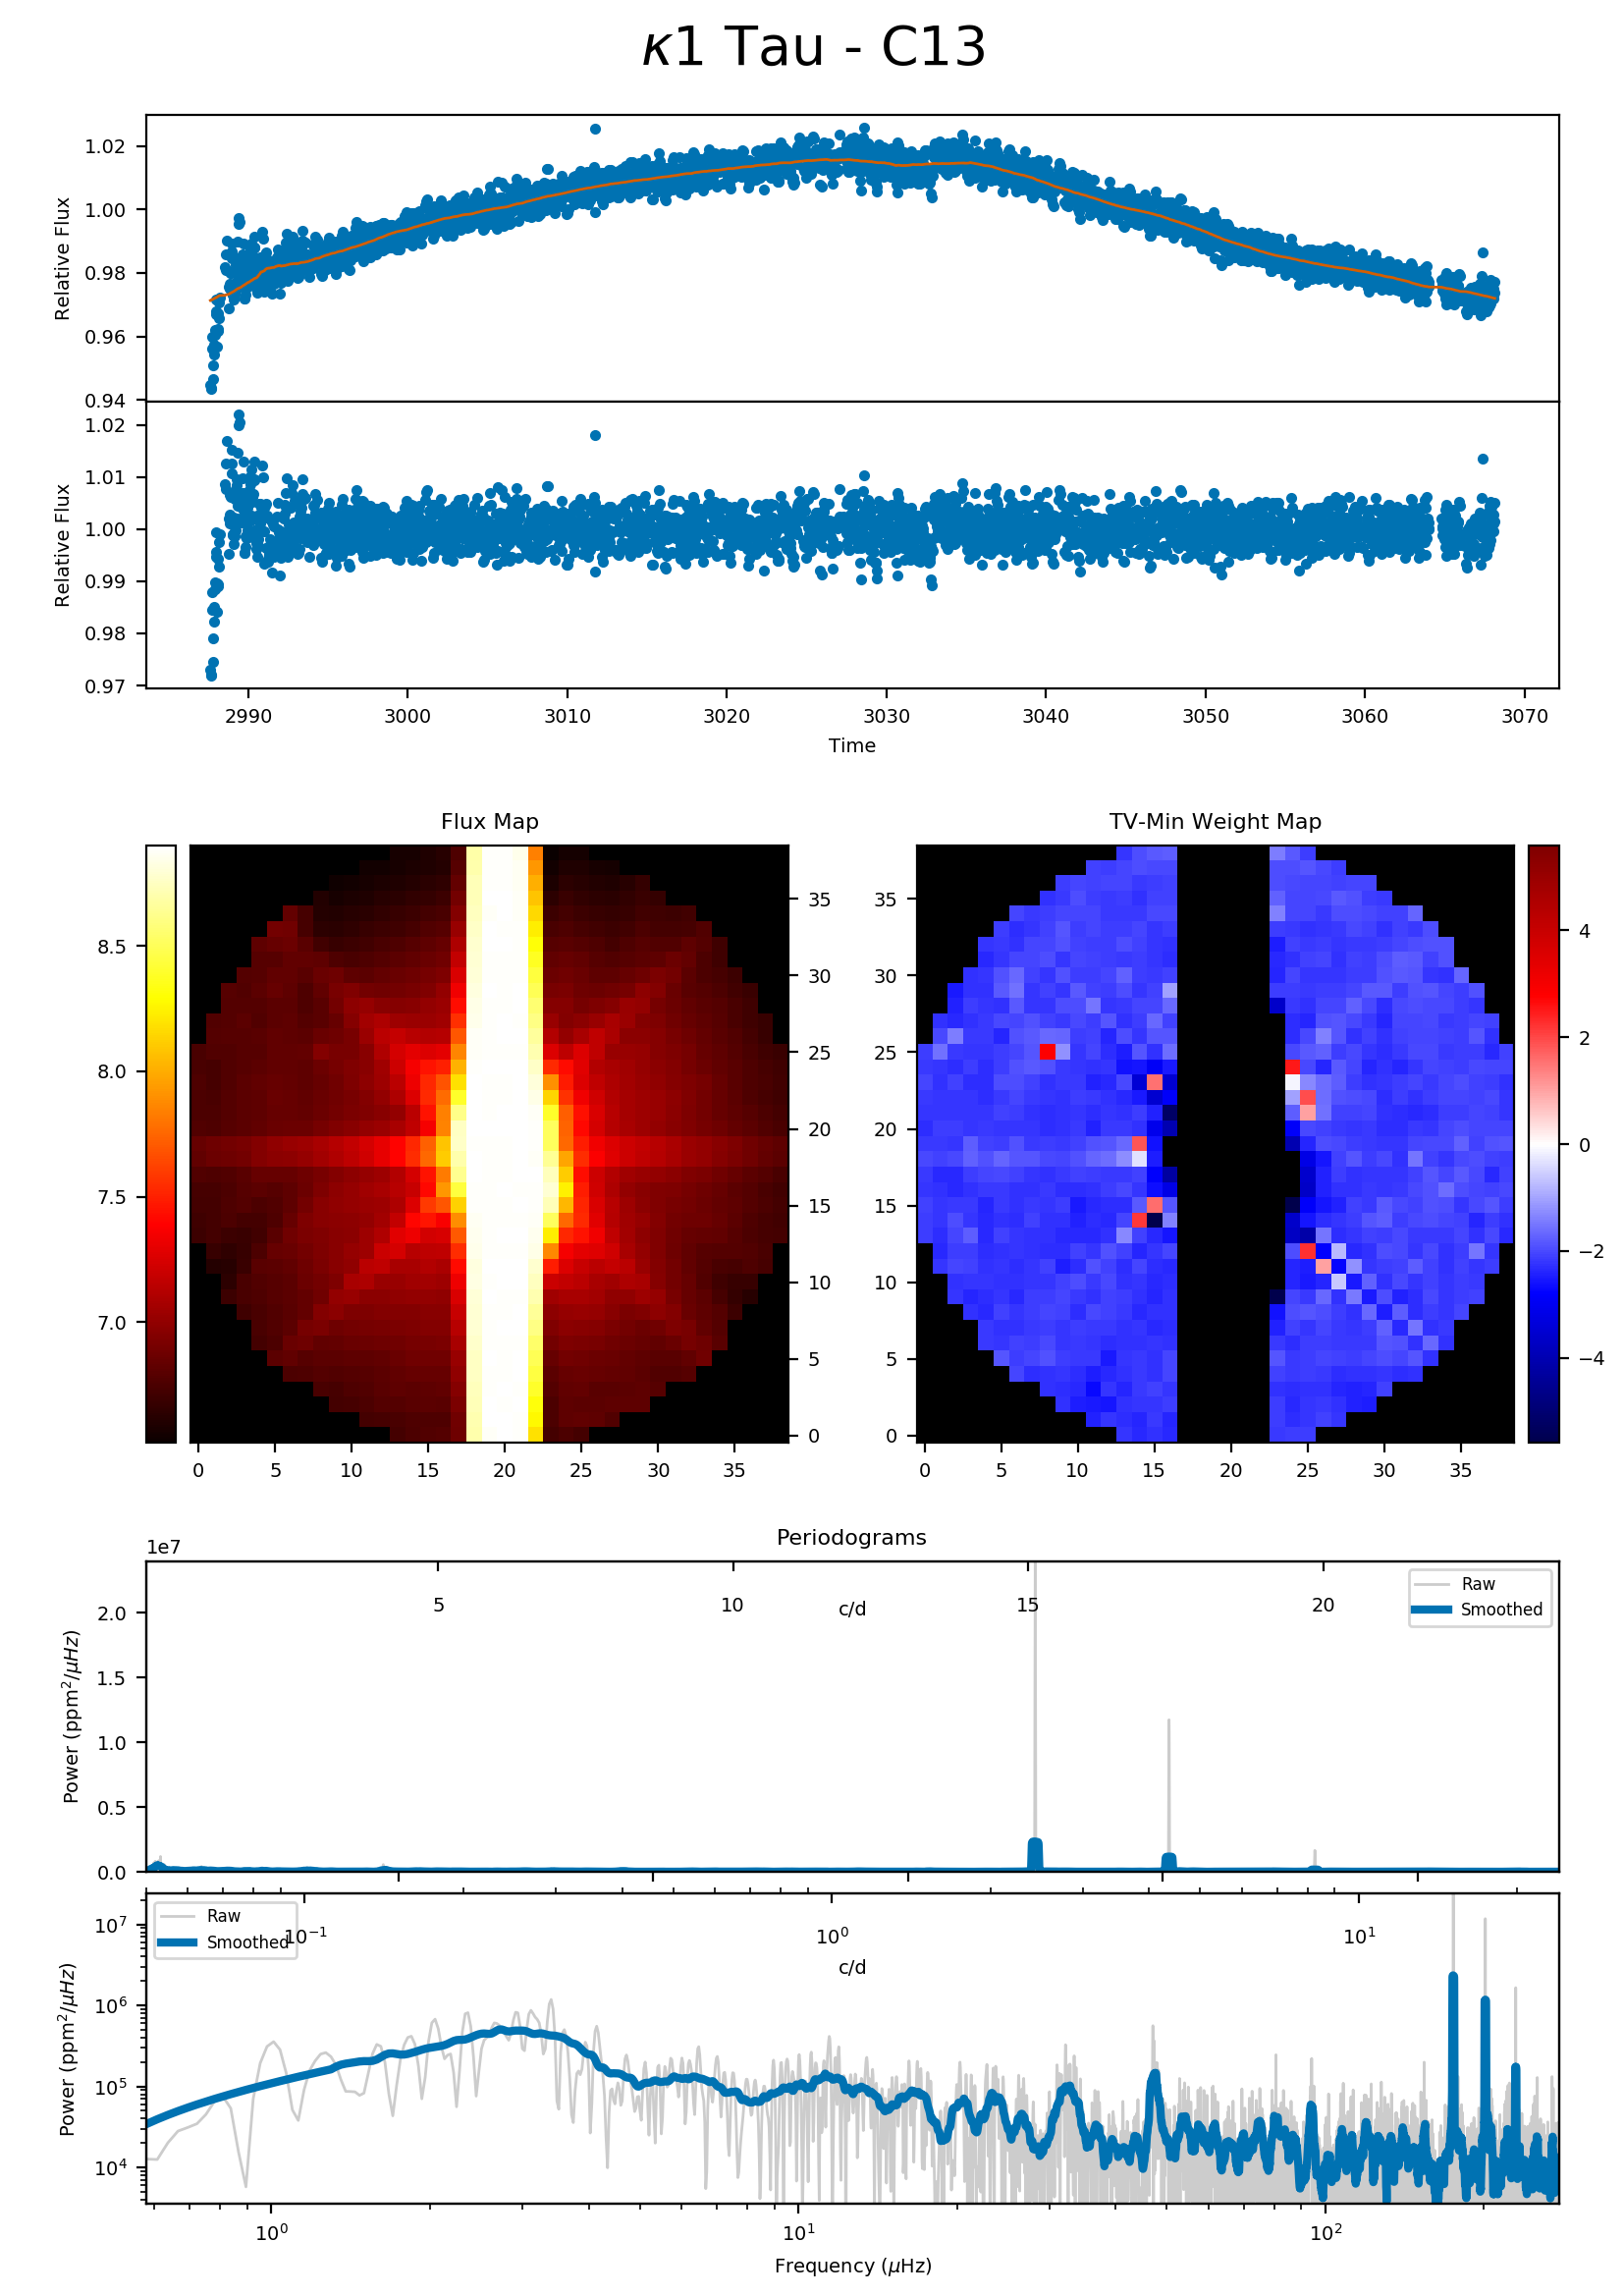 κ1 Tau - C13
1.02
1.00
0.98
0.96
0.94
Relative Flux
1.02
1.01
1.00
0.99
0.98
0.97
Relative Flux
2990 3000 3010 3020 3030 3040 3050 3060 3070
Time
Flux Map
8.5
8.0
7.5
7.0
35
30
25
20
15
10
5
0
0 5 10 15 20 25 30 35
TV-Min Weight Map
35
30
25
20
15
10
5
0
0 5 10 15 20 25 30 35
4
2
0
−2
−4
Periodograms
1e7
5 10 15 20
c/d
Raw
Smoothed
2.0
1.5
1.0
0.5
0.0
Power (ppm²/μHz)
Raw
Smoothed
10⁻¹ 10⁰ 10¹
c/d
10⁷
10⁶
10⁵
10⁴
Power (ppm²/μHz)
10⁰ 10¹ 10²
Frequency (μHz)